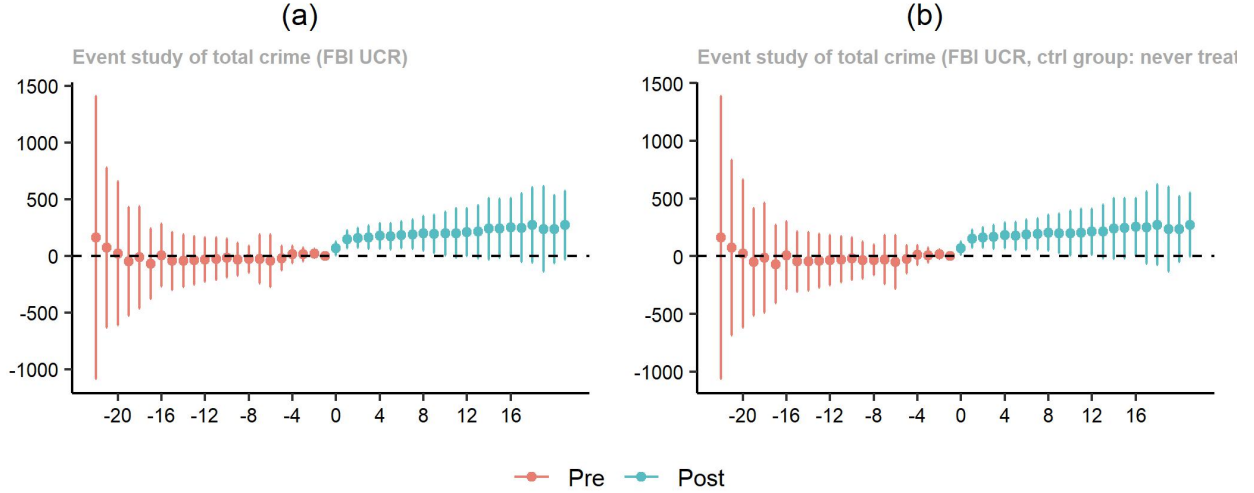 (a)
Event study of total crime (FBI UCR)
1500
1000
500
0
-500
-1000
-20 -16 -12 -8 -4 0 4 8 12 16
(b)
Event study of total crime (FBI UCR, ctrl group: never treat
1500
1000
500
0
-500
-1000
-20 -16 -12 -8 -4 0 4 8 12 16
Pre Post